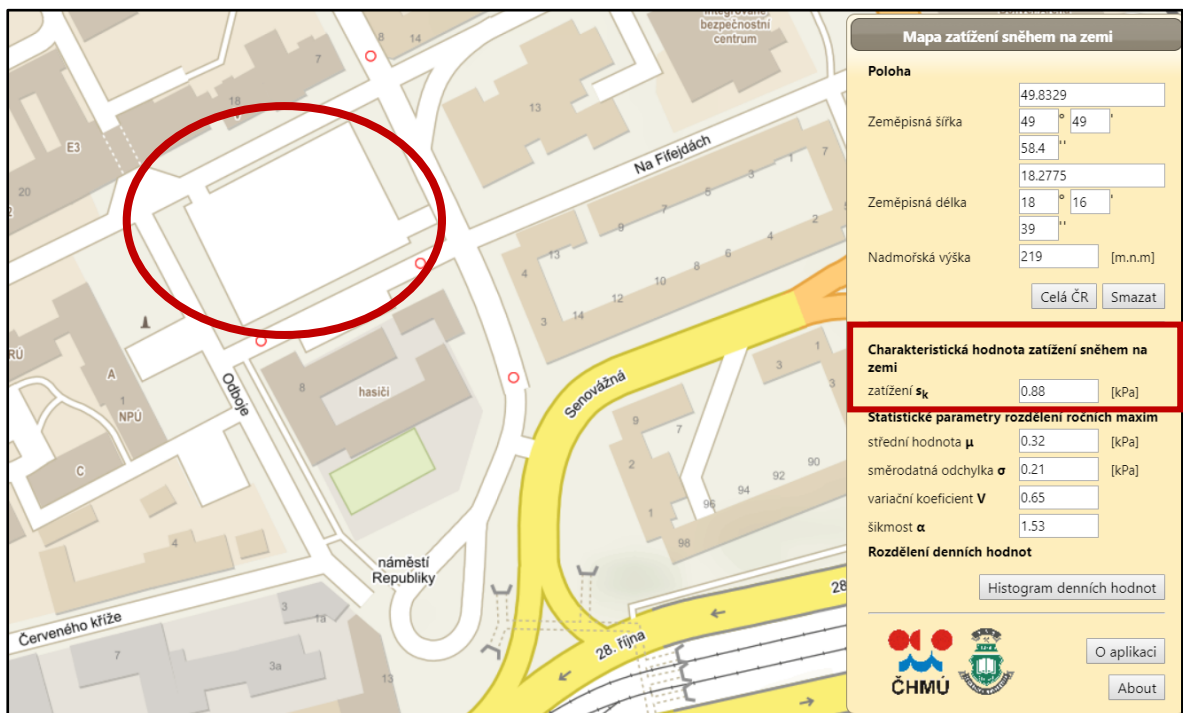 integrované
bezpečnostní
centrum
8
14
7
18
13
E3
20
Na Fifejdách
1
7
3
5
7
9
2
13
4
6
8
4
10
12
14
3
RÚ
A
1
NPÚ
Odboje
8
hasiči
Senovážná
1
3
3
9
7
C
2
90
92
94
96
1
98
4
náměstí
Republiky
28
3
1a
Červeného kříže
7
3a
13
28. října
Mapa zatížení sněhem na zemi
Poloha
49.8329
Zeměpisná šířka 49 ° 49 '
58.4 ''
18.2775
Zeměpisná délka 18 ° 16 '
39 ''
Nadmořská výška 219 [m.n.m]
Celá ČR Smazat
Charakteristická hodnota zatížení sněhem na
zemi
zatížení sk 0.88 [kPa]
Statistické parametry rozdělení ročních maxim
střední hodnota μ 0.32 [kPa]
směrodatná odchylka σ 0.21 [kPa]
variační koeficient V 0.65
šikmost α 1.53
Rozdělení denních hodnot
Histogram denních hodnot
ČHMÚ
O aplikaci
About